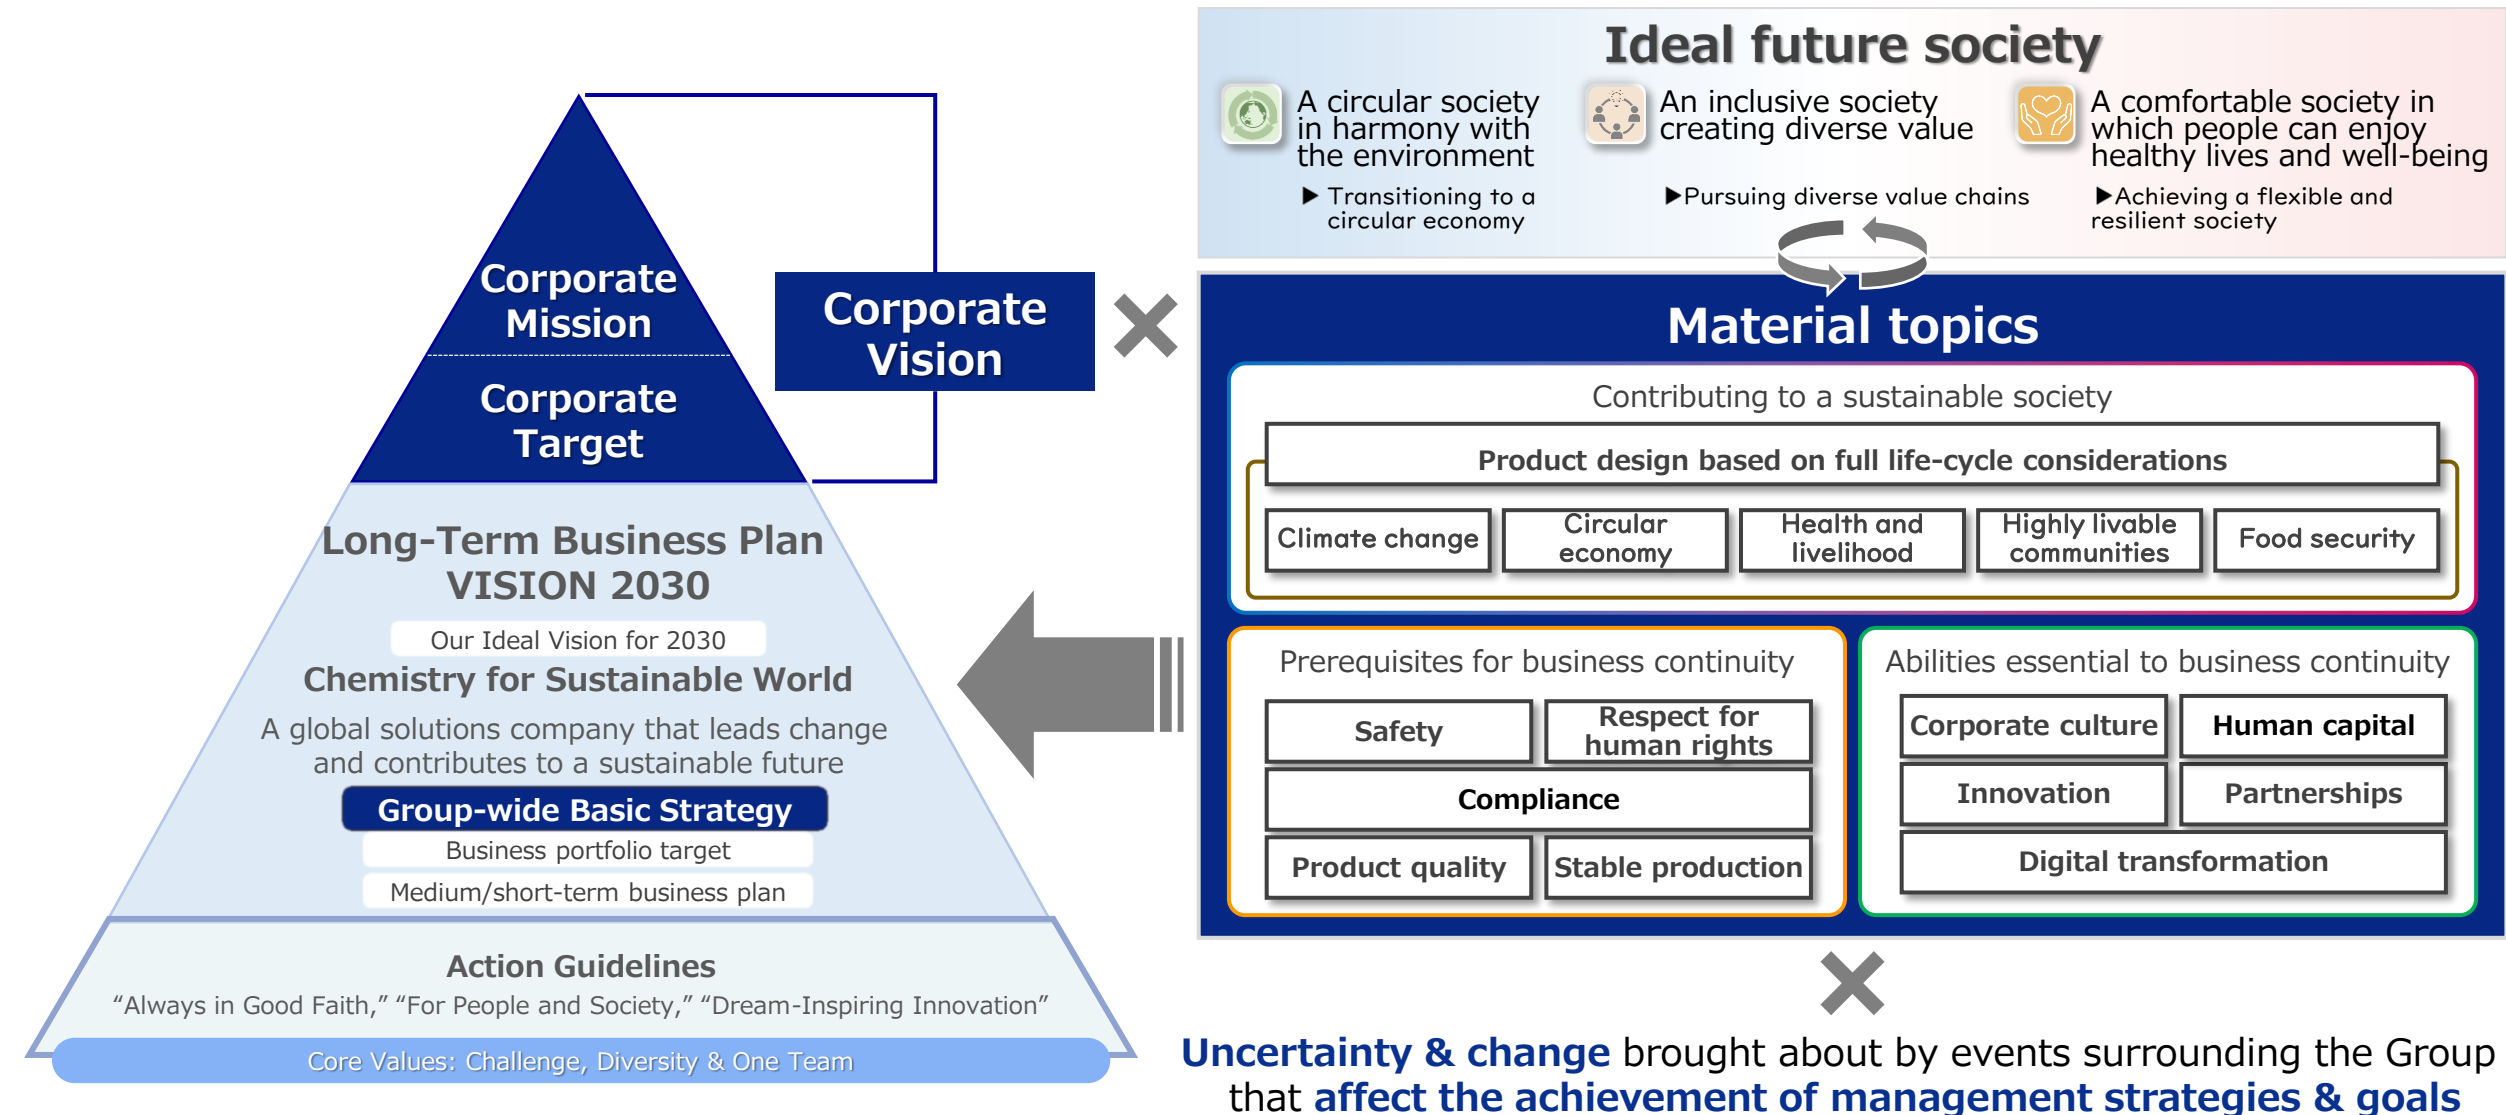 Corporate
Mission
Corporate
Target
Corporate
Vision
Long-Term Business Plan
VISION 2030
Our Ideal Vision for 2030
Chemistry for Sustainable World
A global solutions company that leads change
and contributes to a sustainable future
Group-wide Basic Strategy
Business portfolio target
Medium/short-term business plan
Action Guidelines
“Always in Good Faith,” “For People and Society,” “Dream-Inspiring Innovation”
Core Values: Challenge, Diversity & One Team
Ideal future society
A circular society
in harmony with
the environment
▶ Transitioning to a
circular economy
An inclusive society
creating diverse value
▶Pursuing diverse value chains
A comfortable society in
which people can enjoy
healthy lives and well-being
▶Achieving a flexible and
resilient society
Material topics
Contributing to a sustainable society
Product design based on full life-cycle considerations
Climate change
Circular
economy
Health and
livelihood
Highly livable
communities
Food security
Prerequisites for business continuity
Safety
Respect for
human rights
Compliance
Product quality
Stable production
Abilities essential to business continuity
Corporate culture
Human capital
Innovation
Partnerships
Digital transformation
Uncertainty & change brought about by events surrounding the Group
that affect the achievement of management strategies & goals